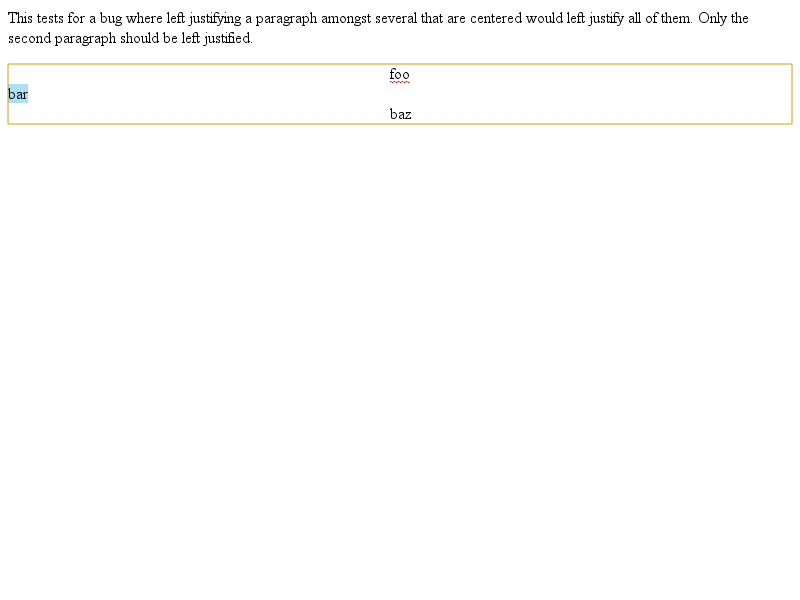 This tests for a bug where left justifying a paragraph amongst several that are centered would left justify all of them. Only the
second paragraph should be left justified.
foo
bar
baz